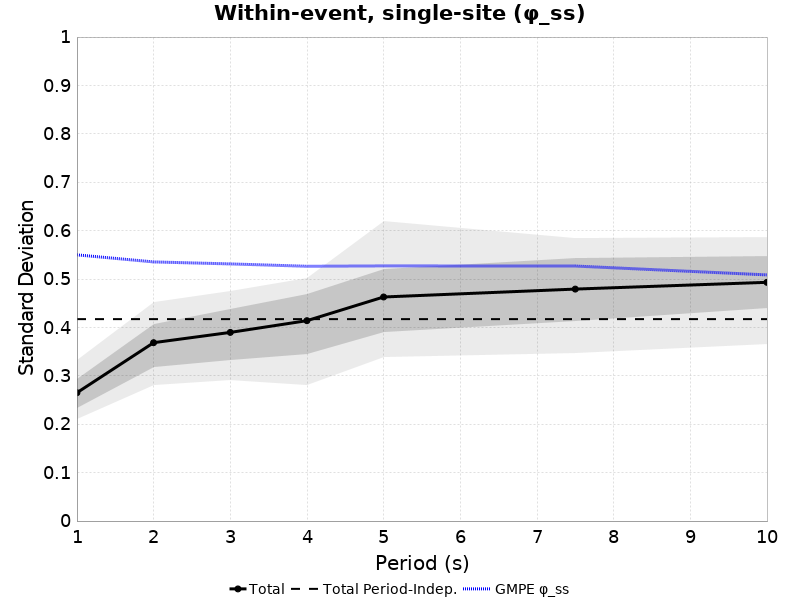 Within-event, single-site (φ_ss)
Standard Deviation
1
0.9
0.8
0.7
0.6
0.5
0.4
0.3
0.2
0.1
0
1 2 3 4 5 6 7 8 9 10
Period (s)
Total Total Period-Indep. GMPE φ_ss